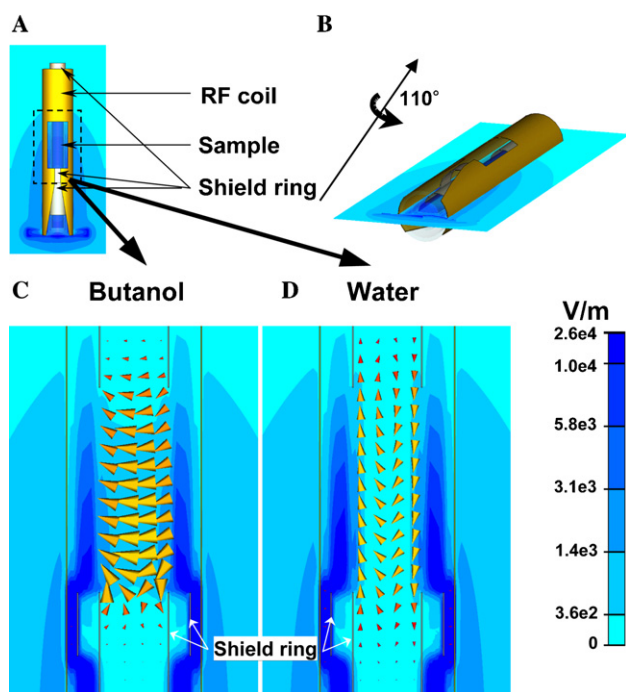 A
RF coil
Sample
Shield ring
B
110°
C Butanol
D Water
V/m
2.6e4
1.0e4
5.8e3
3.1e3
1.4e3
3.6e2
0
Shield ring